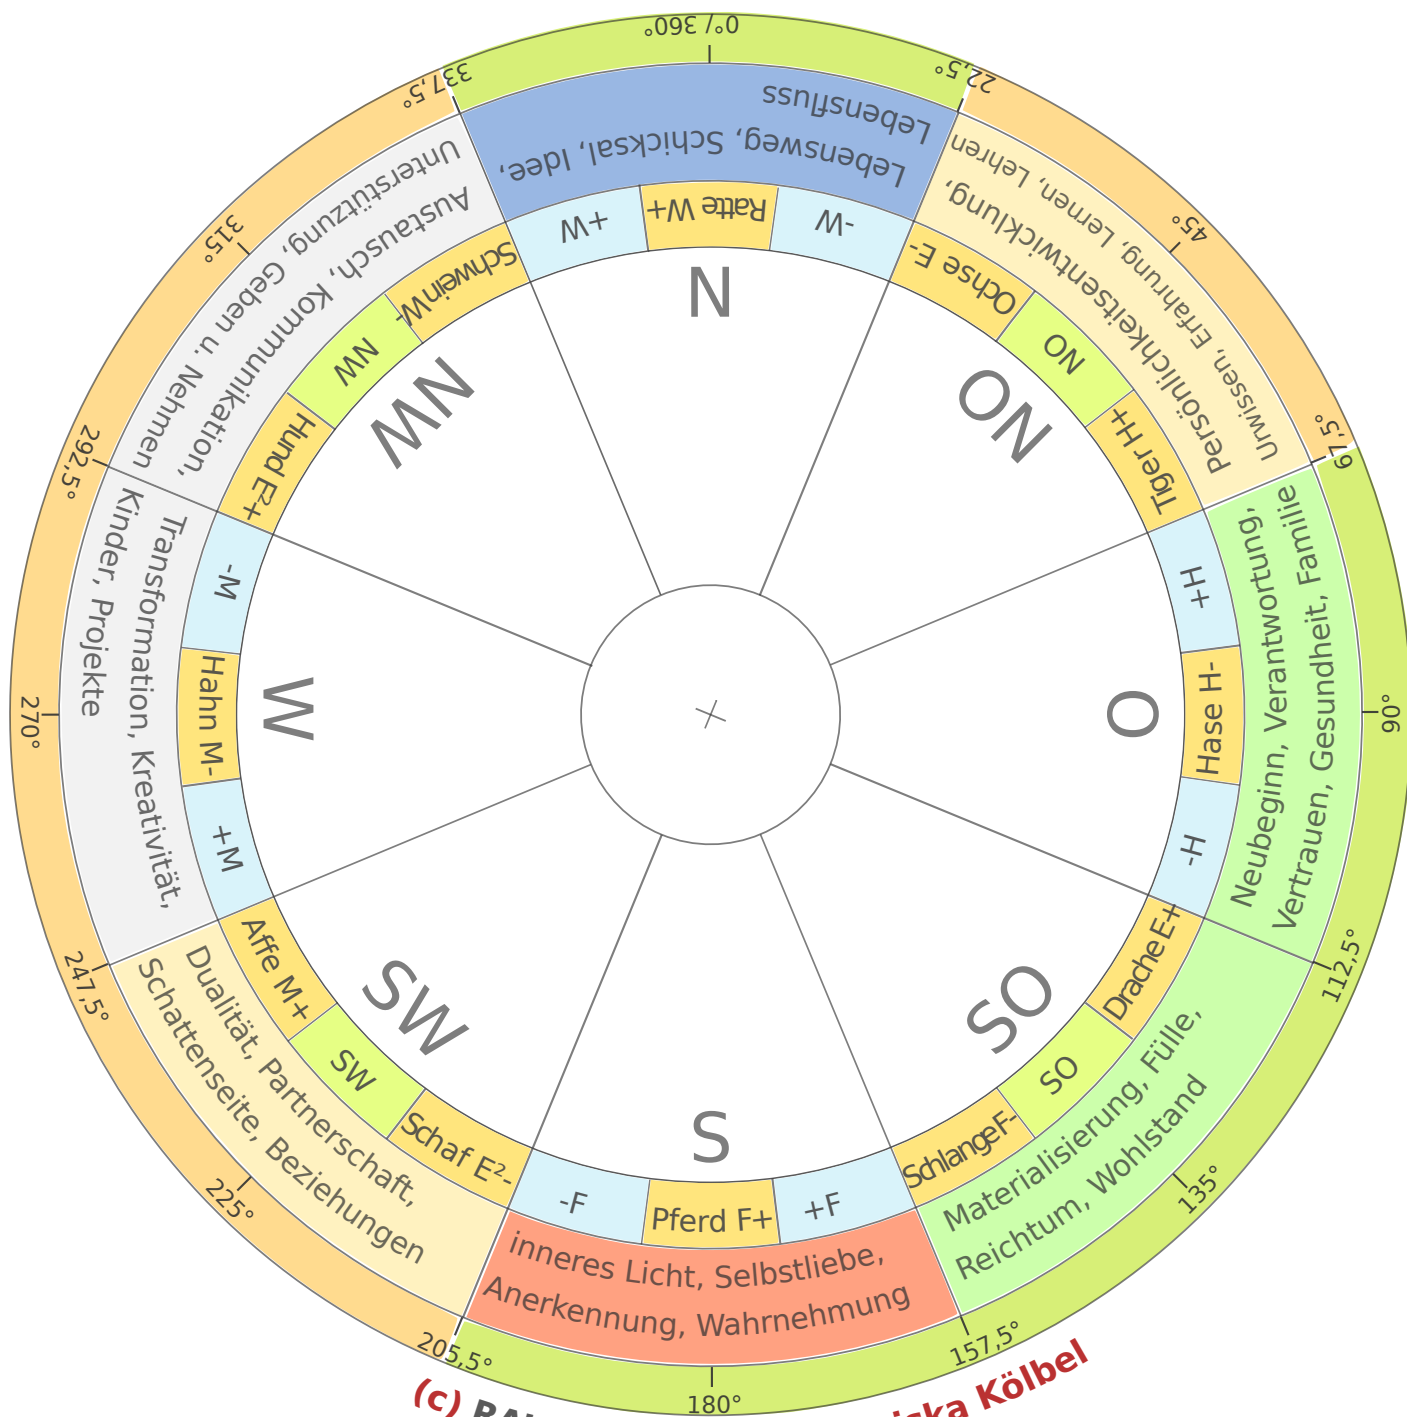 0°/ 360°
22,5°
45°
67,5°
90°
112,5°
135°
157,5°
180°
205,5°
225°
247,5°
270°
292,5°
315°
337,5°
Lebensweg, Schicksal, Idee,
Lebensfluss
+W
Ratte W+
-W
N
Persönlichkeitsentwicklung,
Urwissen, Erfahrung, Lernen, Lehren
Ochse E-
NO
Tiger H+
NO
Neubeginn, Verantwortung,
Vertrauen, Gesundheit, Familie
+H
Hase H-
-H
O
Materialisierung, Fülle,
Reichtum, Wohlstand
Drache E+
SO
Schlange F-
SO
inneres Licht, Selbstliebe,
Anerkennung, Wahrnehmung
-F
Pferd F+
+F
S
Dualität, Partnerschaft,
Schattenseite, Beziehungen
Affe M+
SW
Schaf E²-
SW
Transformation, Kreativität,
Kinder, Projekte
-M
Hahn M-
+M
W
Austausch, Kommunikation,
Unterstützung, Geben u. Nehmen
Schwein W-
NW
Hund E²+
NW
(c) Kölbel